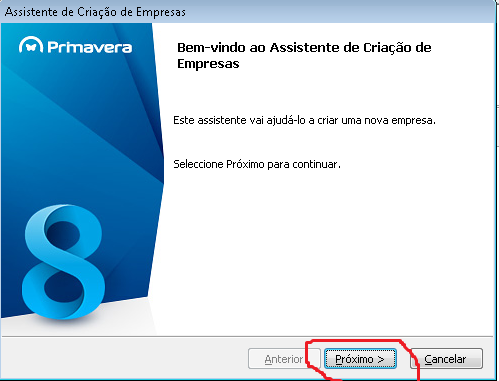 Assistente de Criação de Empresas
Primavera
Bem-vindo ao Assistente de Criação de
Empresas
Este assistente vai ajudá-lo a criar uma nova empresa.
Seleccione Próximo para continuar.
8
Anterior
Próximo >
Cancelar